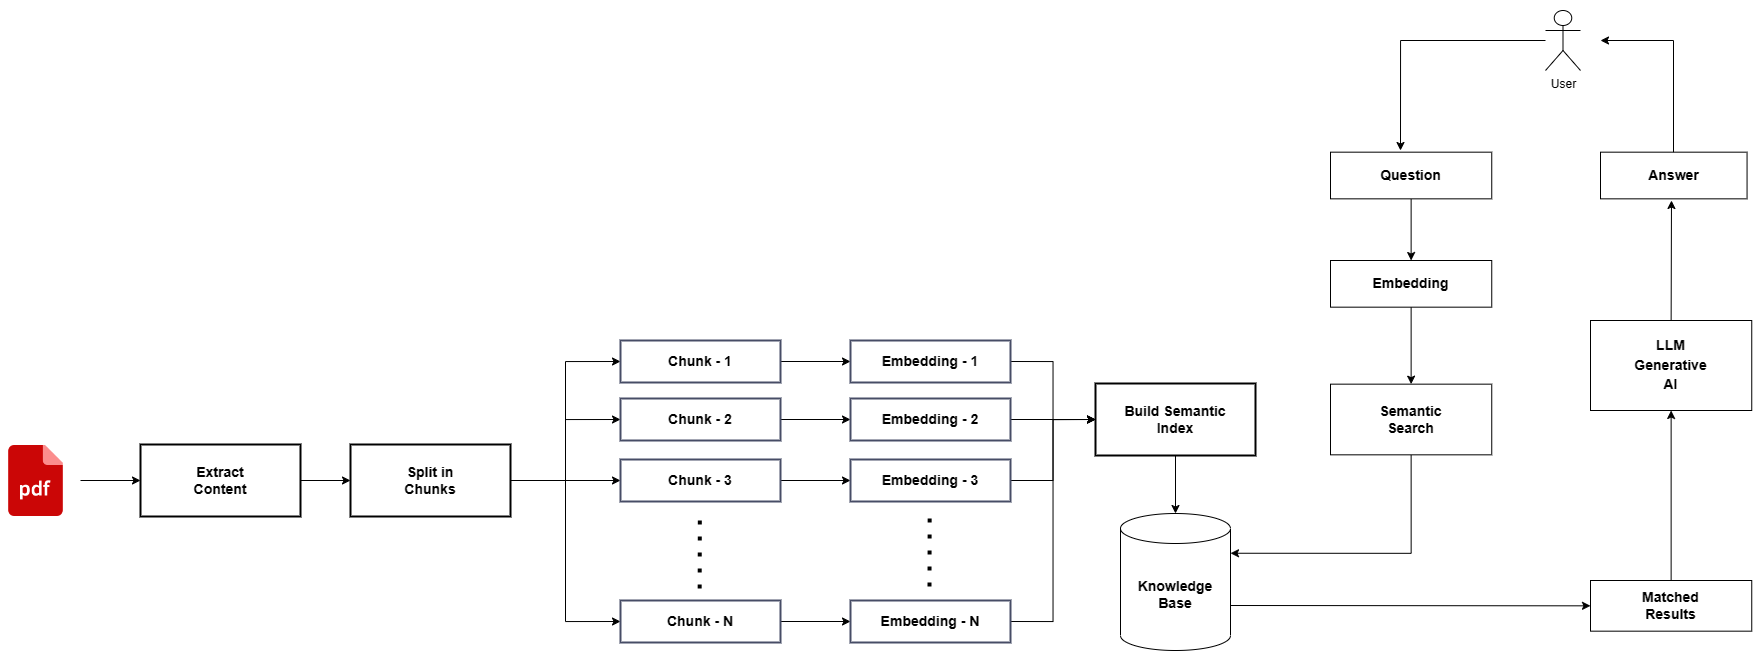 User
Question
Answer
Embedding
LLM
Generative
AI
Chunk - 1
Embedding - 1
Build Semantic
Index
Semantic
Search
Chunk - 2
Embedding - 2
pdf
Extract
Content
Split in
Chunks
Chunk - 3
Embedding - 3
Knowledge
Base
Matched
Results
Chunk - N
Embedding - N